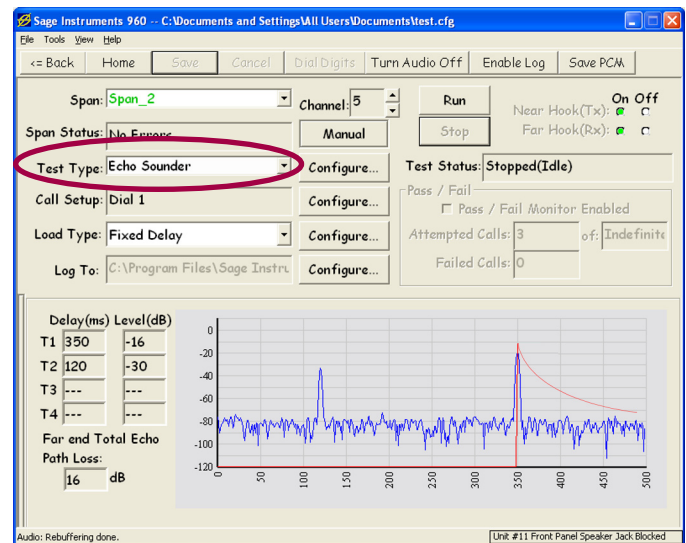 Sage Instruments 960 -- C:\Documents and Settings\All Users\Documents\test.cfg
File Tools View Help
<= Back Home Save Cancel Dial Digits Turn Audio Off Enable Log Save PCM
Span: Span_2 Channel: 5 Run On Off
Near Hook(Tx):
Span Status: No Errors Manual Stop Far Hook(Rx):
Test Type: Echo Sounder Configure... Test Status: Stopped(Idle)
Pass / Fail
Call Setup: Dial 1 Configure... Pass / Fail Monitor Enabled
Load Type: Fixed Delay Configure... Attempted Calls: 3 of: Indefinite
Log To: C:\Program Files\Sage Instru Configure... Failed Calls: 0
Delay(ms) Level(dB)
T1 350 -16
T2 120 -30
T3 --- ---
T4 --- ---
Far end Total Echo
Path Loss:
16 dB
0
-20
-40
-60
-80
-100
-120
0 50 100 150 200 250 300 350 400 450 500
Audio: Rebuffering done. Unit #11 Front Panel Speaker Jack Blocked